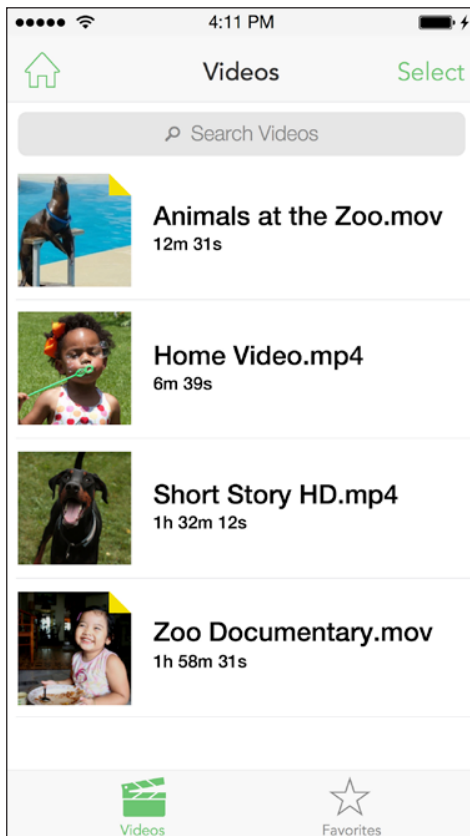 4:11 PM
Videos
Select
Search Videos
Animals at the Zoo.mov
12m 31s
Home Video.mp4
6m 39s
Short Story HD.mp4
1h 32m 12s
Zoo Documentary.mov
1h 58m 31s
Videos
Favorites